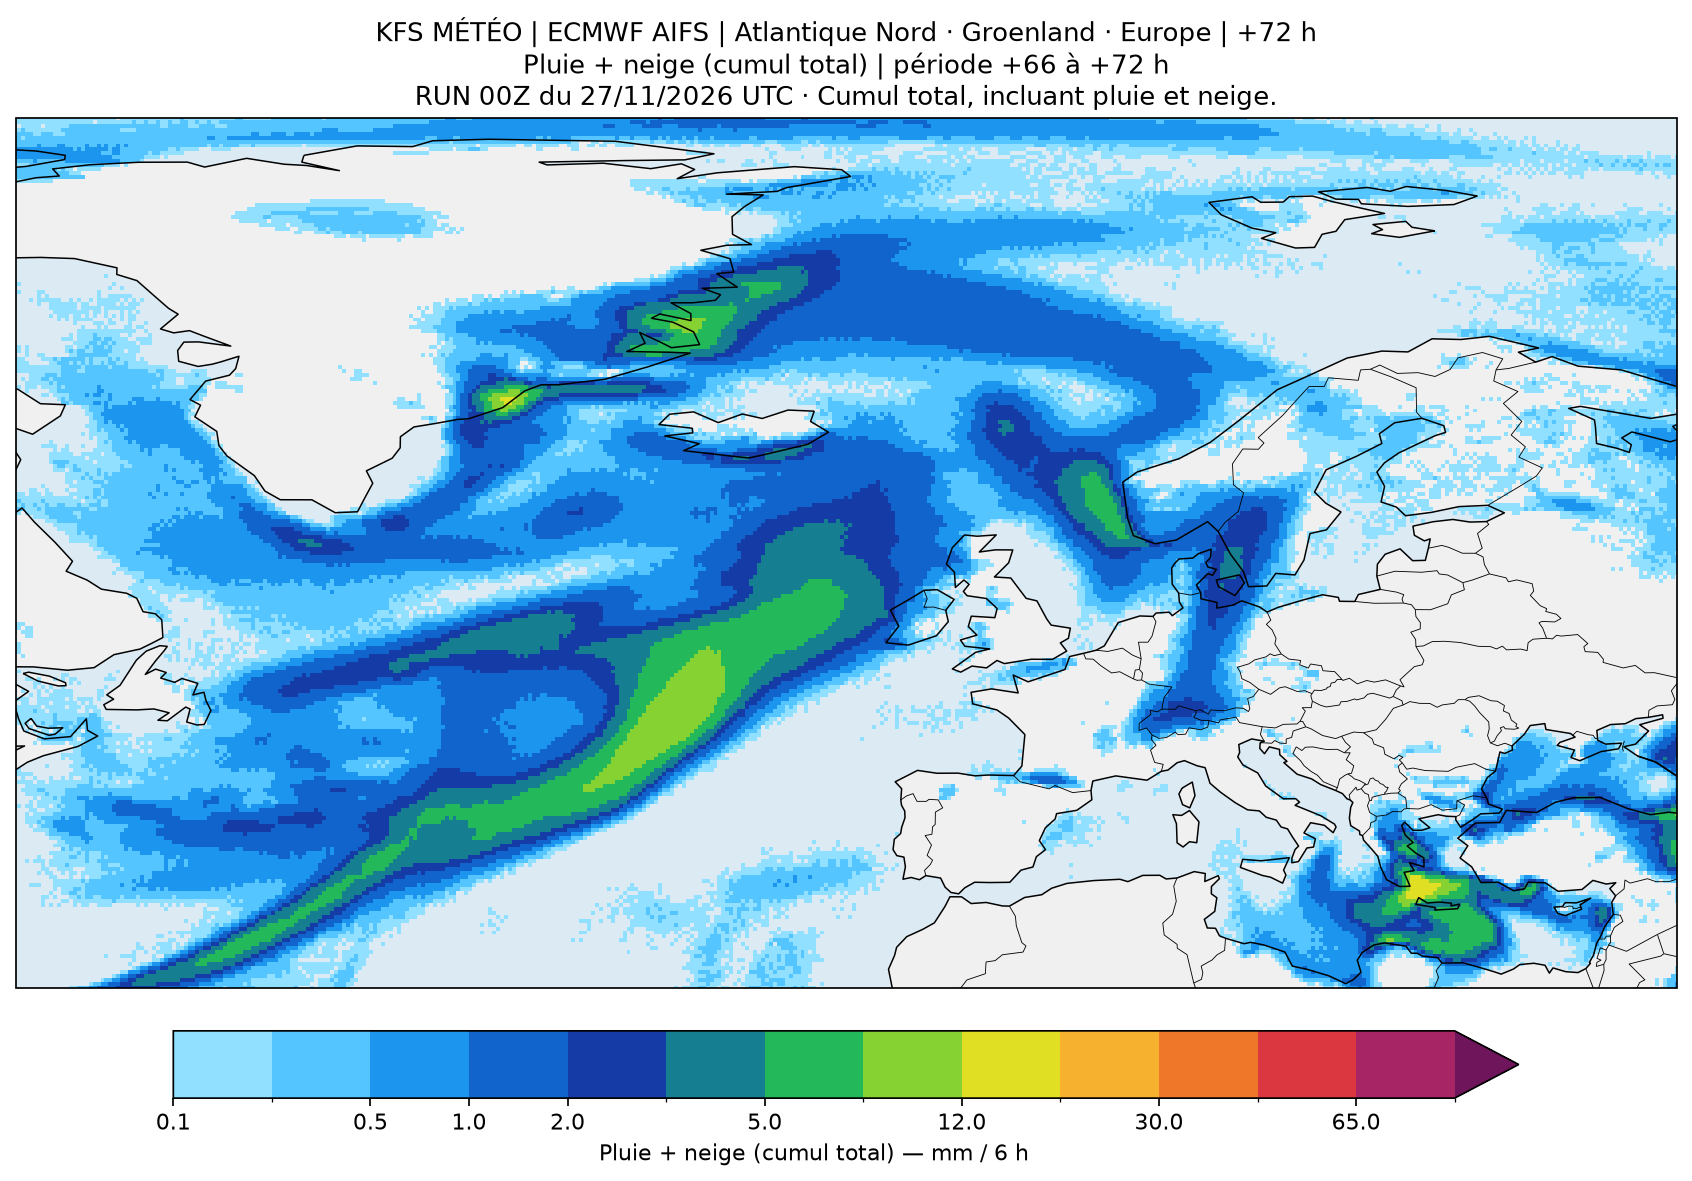 KFS MÉTÉO | ECMWF AIFS | Atlantique Nord · Groenland · Europe | +72 h
Pluie + neige (cumul total) | période +66 à +72 h
RUN 00Z du 27/11/2026 UTC · Cumul total, incluant pluie et neige.
0.1 0.5 1.0 2.0 5.0 12.0 30.0 65.0
Pluie + neige (cumul total) — mm / 6 h